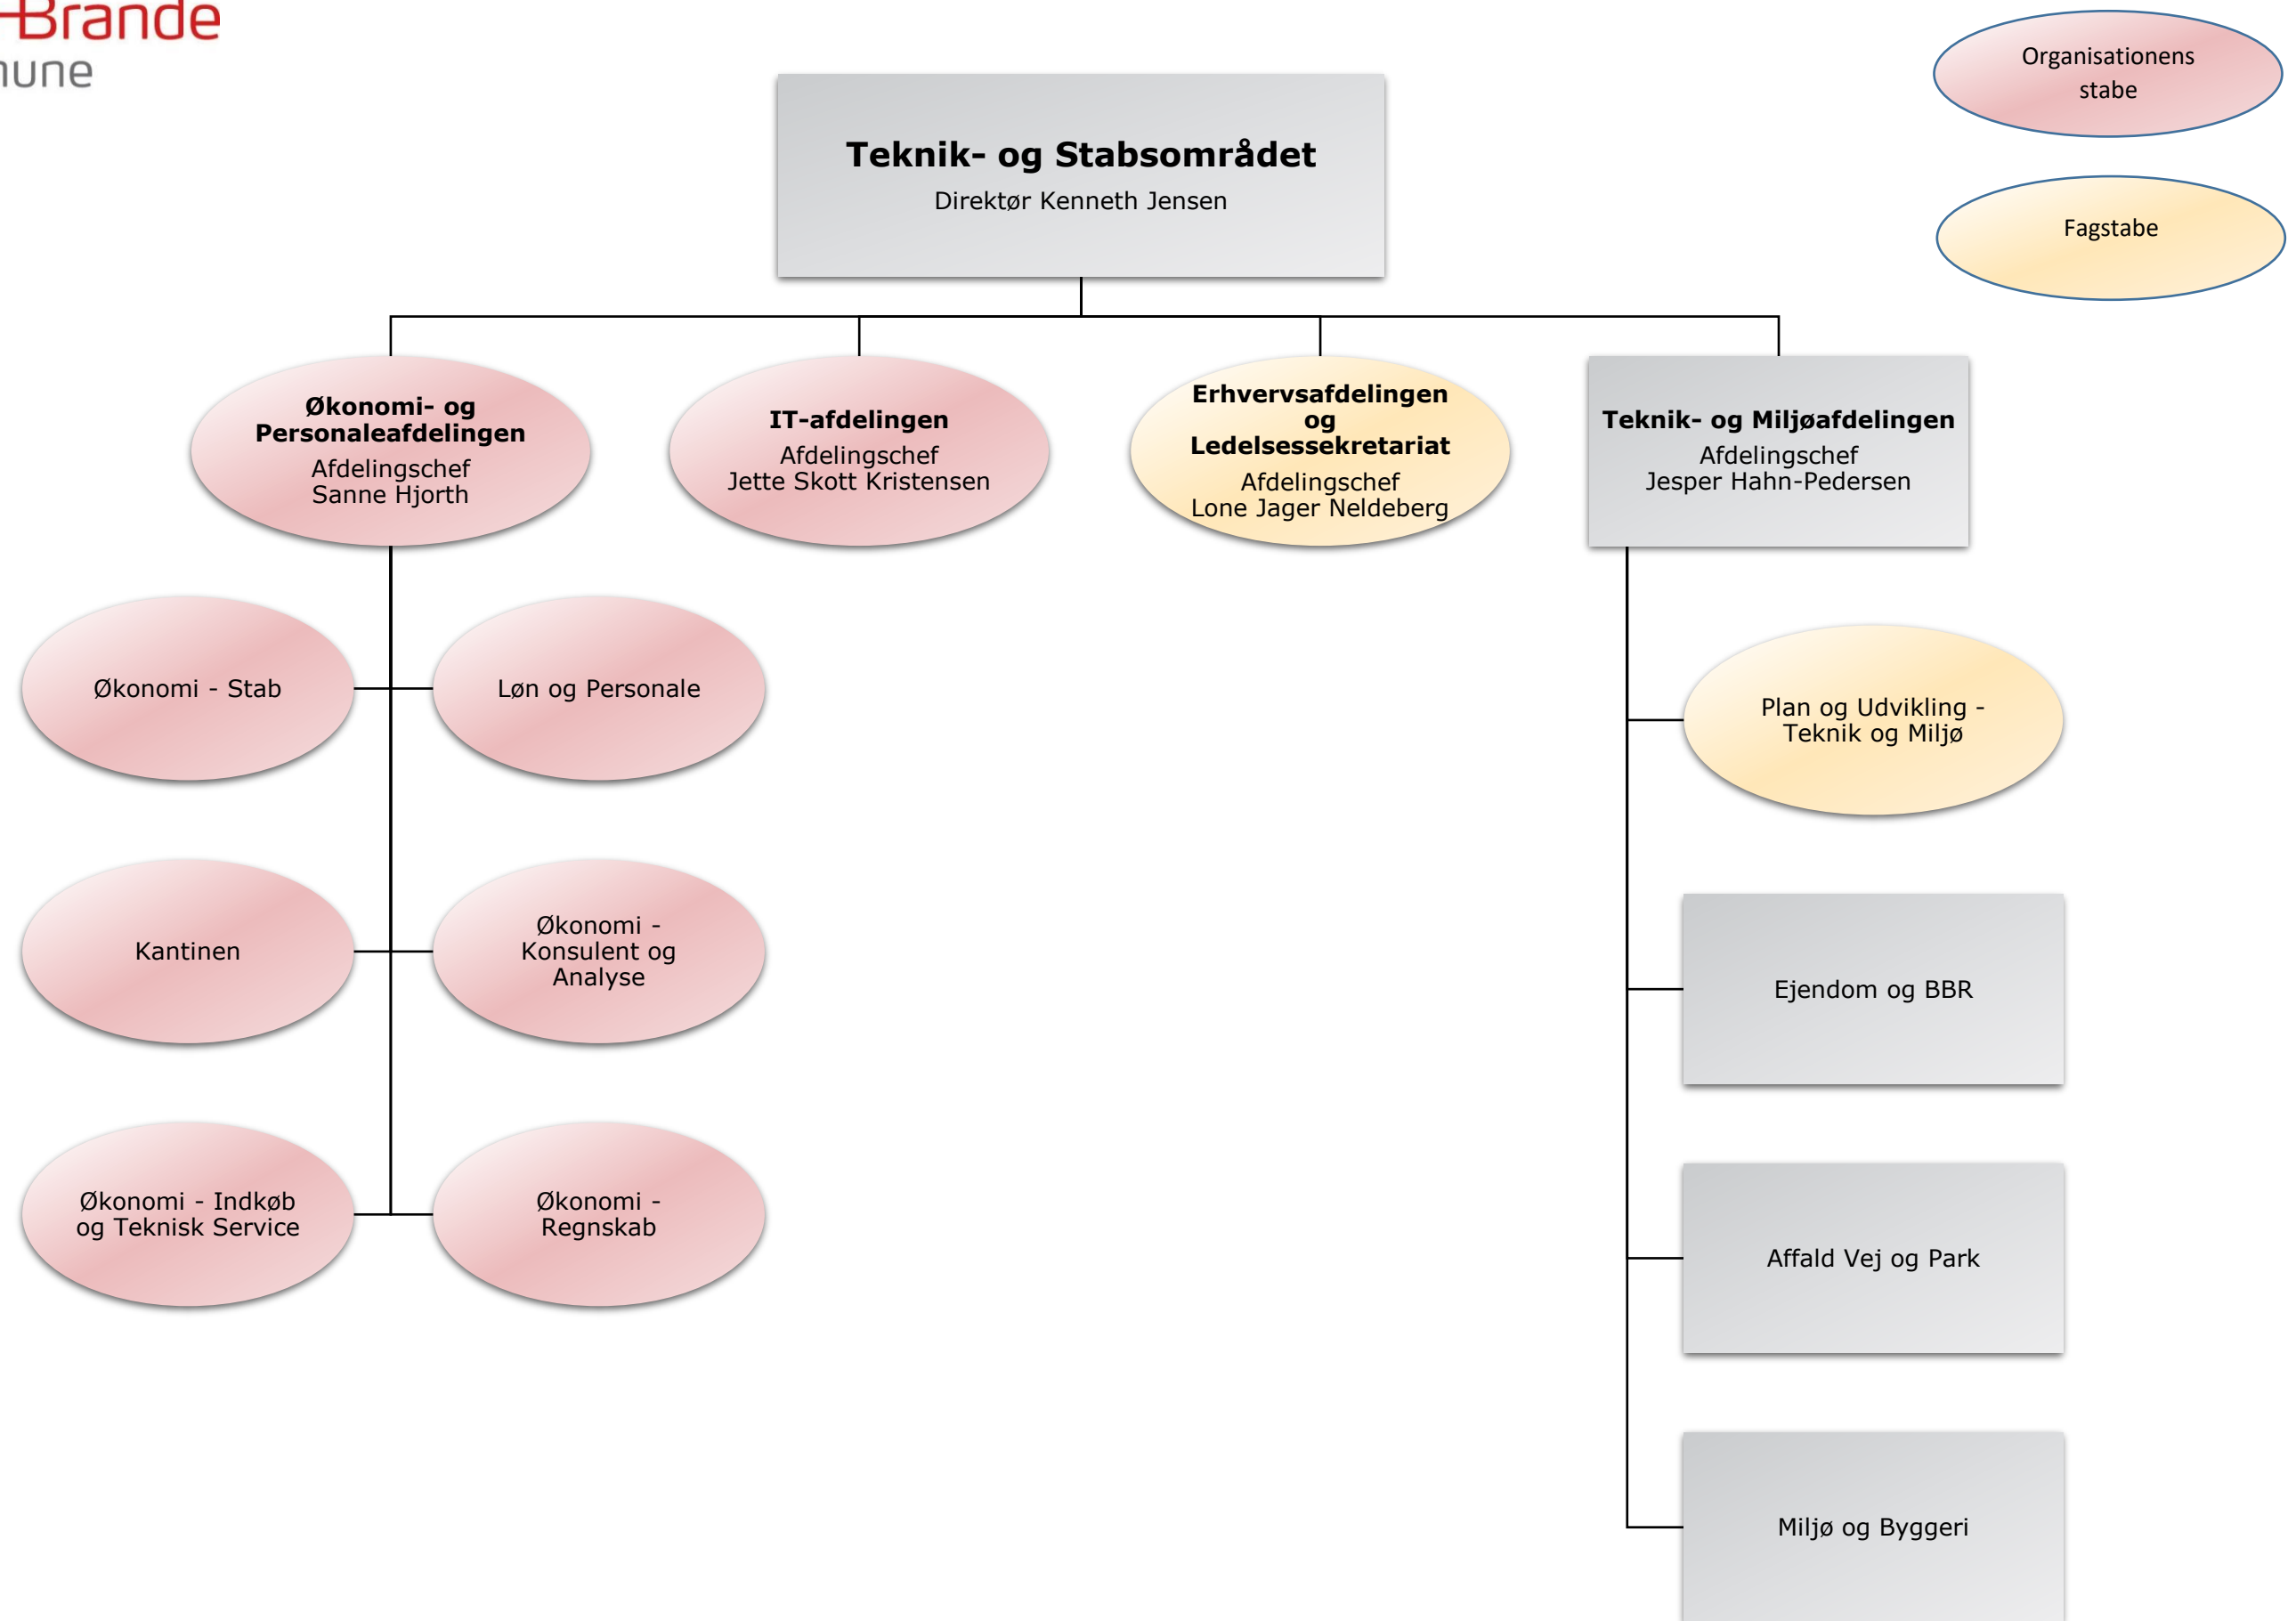 Brande
Organisationens
stabe
Teknik- og Stabsområdet
Direktør Kenneth Jensen
Fagstabe
Økonomi- og
Personaleafdelingen
Afdelingschef
Sanne Hjorth
IT-afdelingen
Afdelingschef
Jette Skott Kristensen
Erhvervsafdelingen
og
Ledelsessekretariat
Afdelingschef
Lone Jager Neldeberg
Teknik- og Miljøafdelingen
Afdelingschef
Jesper Hahn-Pedersen
Økonomi - Stab
Løn og Personale
Plan og Udvikling -
Teknik og Miljø
Kantinen
Økonomi -
Konsulent og
Analyse
Ejendom og BBR
Økonomi - Indkøb
og Teknisk Service
Økonomi -
Regnskab
Affald Vej og Park
Miljø og Byggeri